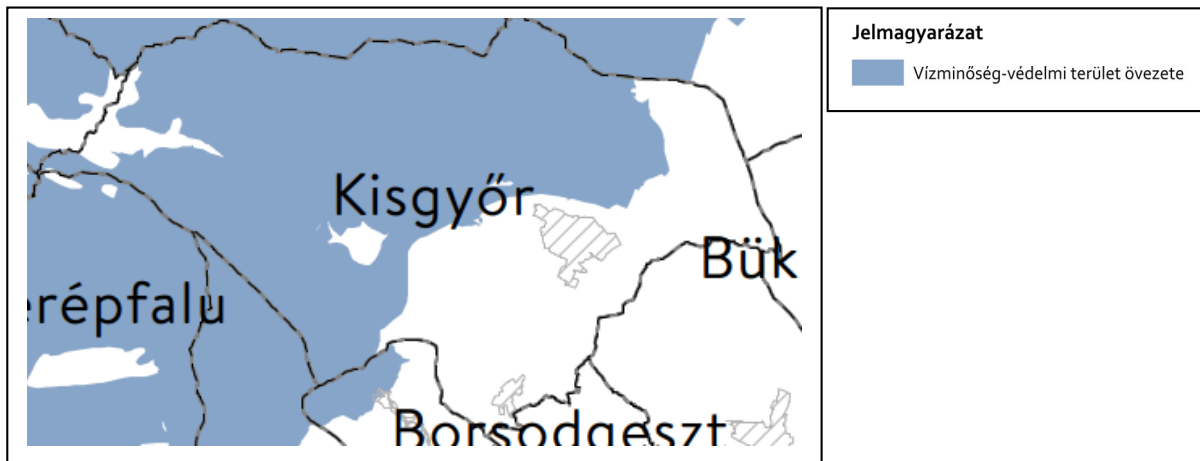 Jelmagyarázat
Vízminőség-védelmi terület övezete
Kisgyőr
Bük
erépfalu
Borsodgeszt